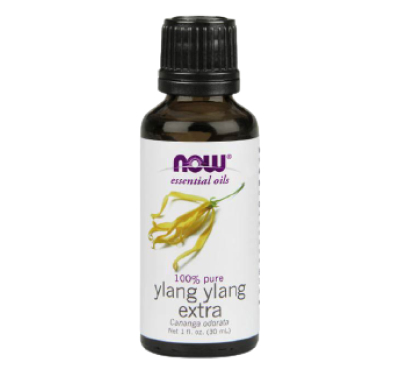 NOW®
essential oils
100% pure
ylang ylang
extra
Cananga odorata
Net 1 fl. oz. (30 mL)